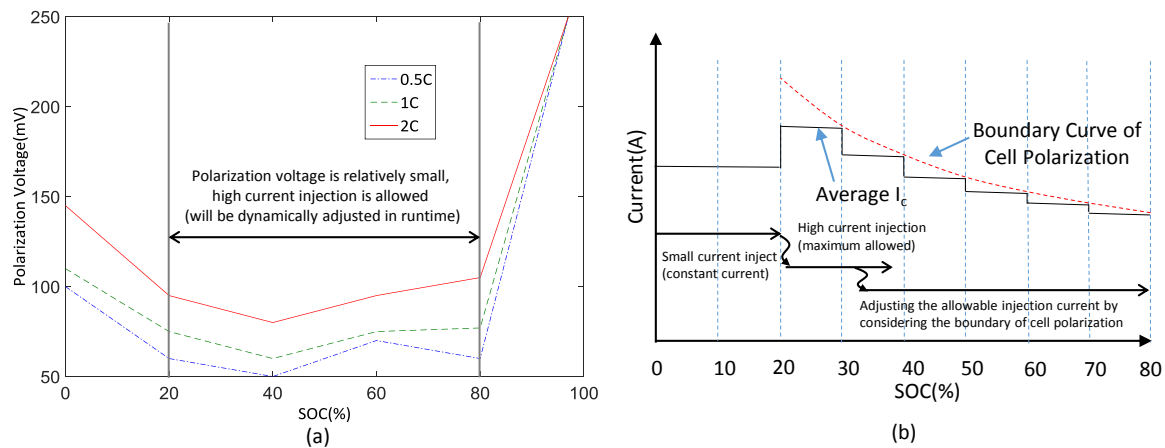 250
200
150
100
50
Polarization Voltage(mV)
0.5C
1C
2C
Polarization voltage is relatively small,
high current injection is allowed
(will be dynamically adjusted in runtime)
0
20
40
60
80
100
SOC(%)
(a)
Current(A)
Boundary Curve of
Cell Polarization
Average Ic
High current injection
(maximum allowed)
Small current inject
(constant current)
Adjusting the allowable injection current by
considering the boundary of cell polarization
0
10
20
30
40
50
60
70
80
SOC(%)
(b)